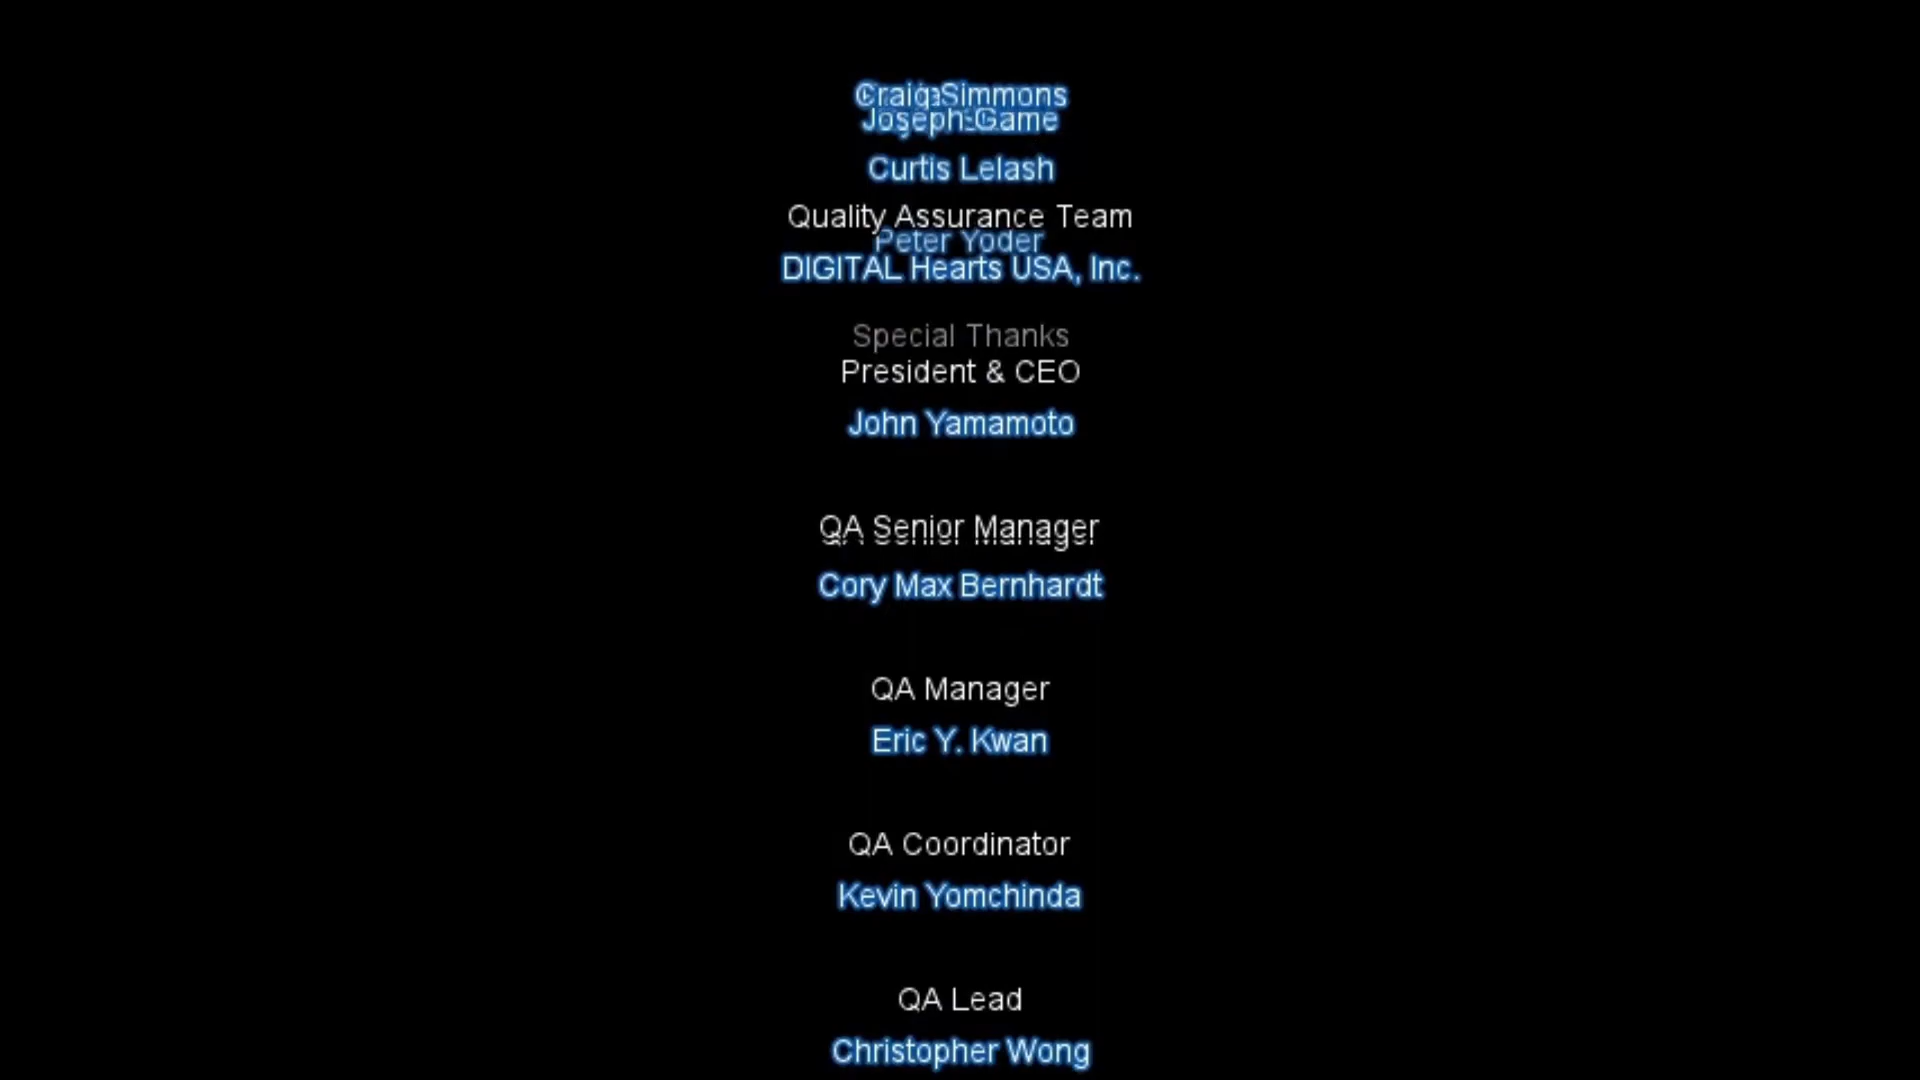 Craig Simmons
Joseph Game
Curtis Lelash
Quality Assurance Team
Peter Yoder
DIGITAL Hearts USA, Inc.
Special Thanks
President & CEO
John Yamamoto
QA Senior Manager
Cory Max Bernhardt
QA Manager
Eric Y. Kwan
QA Coordinator
Kevin Yomchinda
QA Lead
Christopher Wong